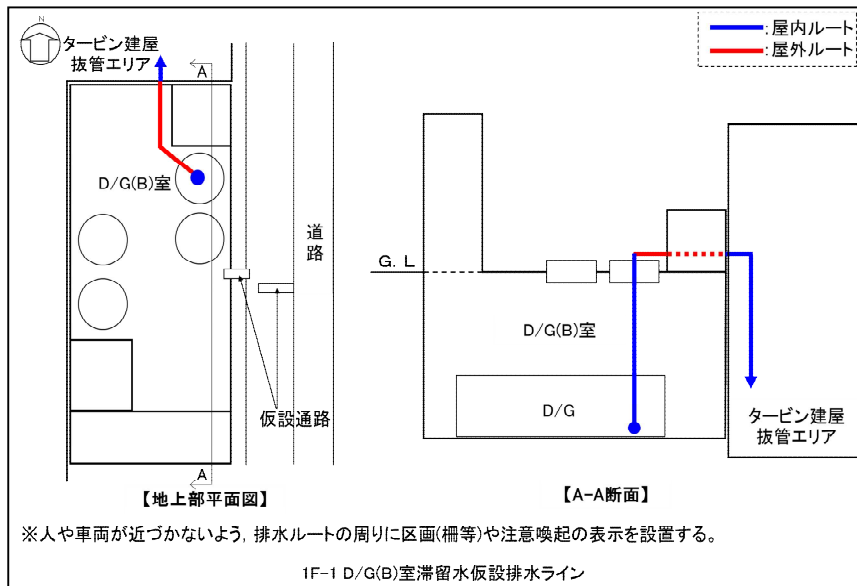 :屋内ルート
:屋外ルート
N
タービン建屋
抜管エリア
A
D/G(B)室
道
路
仮設通路
A
【地上部平面図】
G. L
D/G(B)室
D/G
タービン建屋
抜管エリア
【A-A断面】
※人や車両が近づかないよう, 排水ルートの周りに区画(柵等)や注意喚起の表示を設置する。
1F-1 D/G(B)室滞留水仮設排水ライン